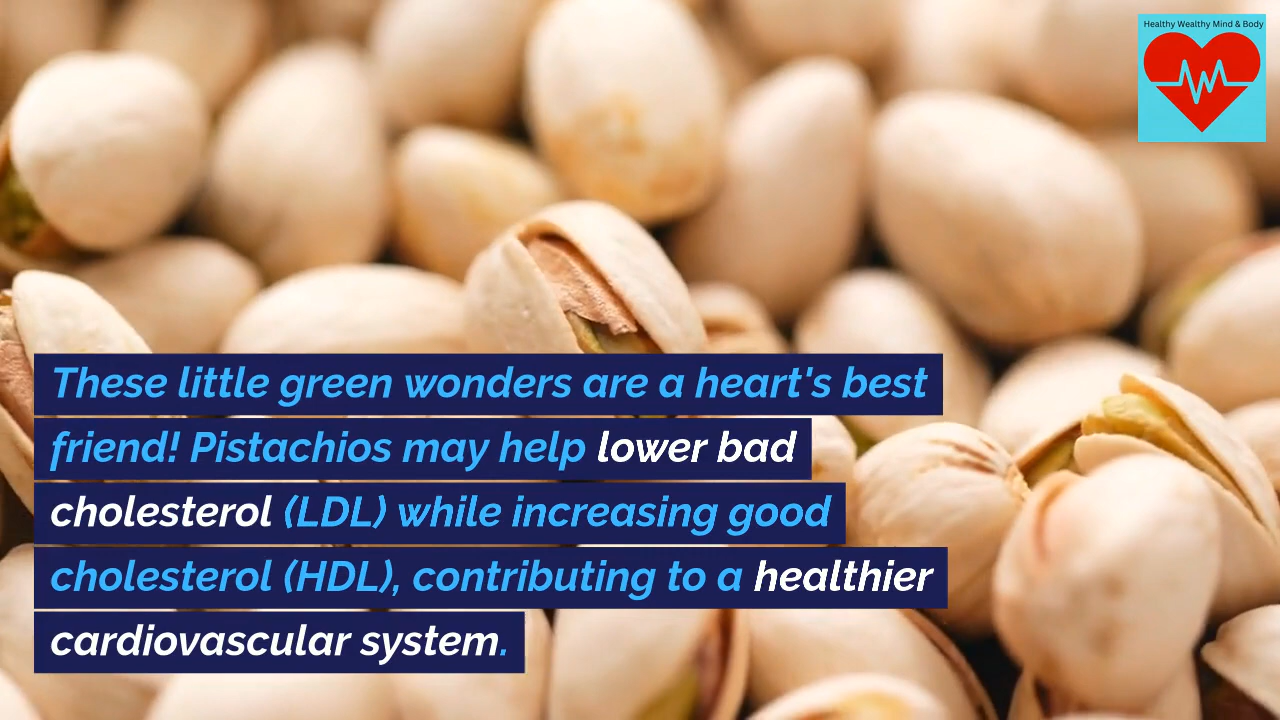 Healthy Wealthy Mind & Body
These little green wonders are a heart's best
friend! Pistachios may help lower bad
cholesterol (LDL) while increasing good
cholesterol (HDL), contributing to a healthier
cardiovascular system.